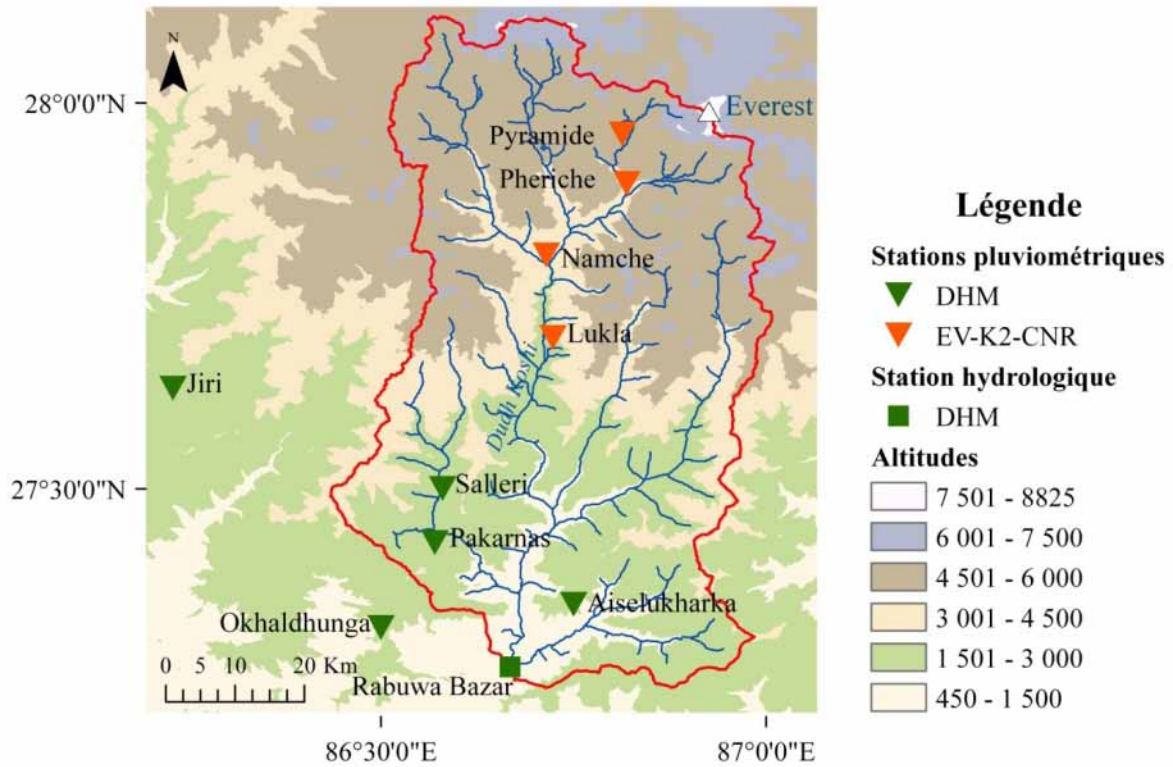 N
28°0'0"N
Everest
Pyramide
Pheriche
Namche
Lukla
Dudh Koshi
Jiri
27°30'0"N
Salleri
Pakarnas
Aiselukharka
Okhaldhunga
0 5 10 20 Km
Rabuwa Bazar
86°30'0"E
87°0'0"E
Légende
Stations pluviométriques
DHM
EV-K2-CNR
Station hydrologique
DHM
Altitudes
7 501 - 8825
6 001 - 7 500
4 501 - 6 000
3 001 - 4 500
1 501 - 3 000
450 - 1 500